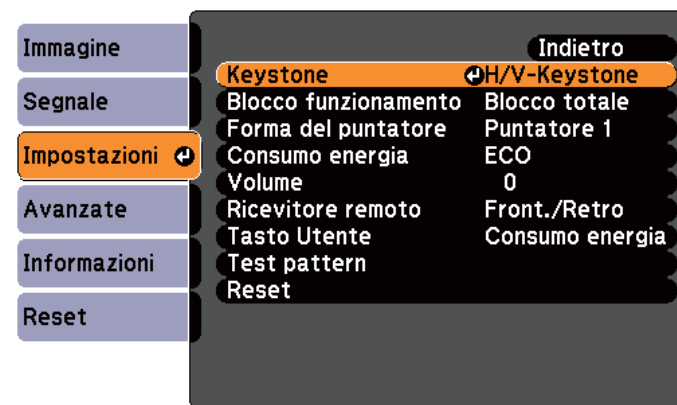 Immagine
Segnale
Impostazioni
Avanzate
Informazioni
Reset
Indietro
Keystone H/V-Keystone
Blocco funzionamento Blocco totale
Forma del puntatore Puntatore 1
Consumo energia ECO
Volume 0
Ricevitore remoto Front./Retro
Tasto Utente Consumo energia
Test pattern
Reset